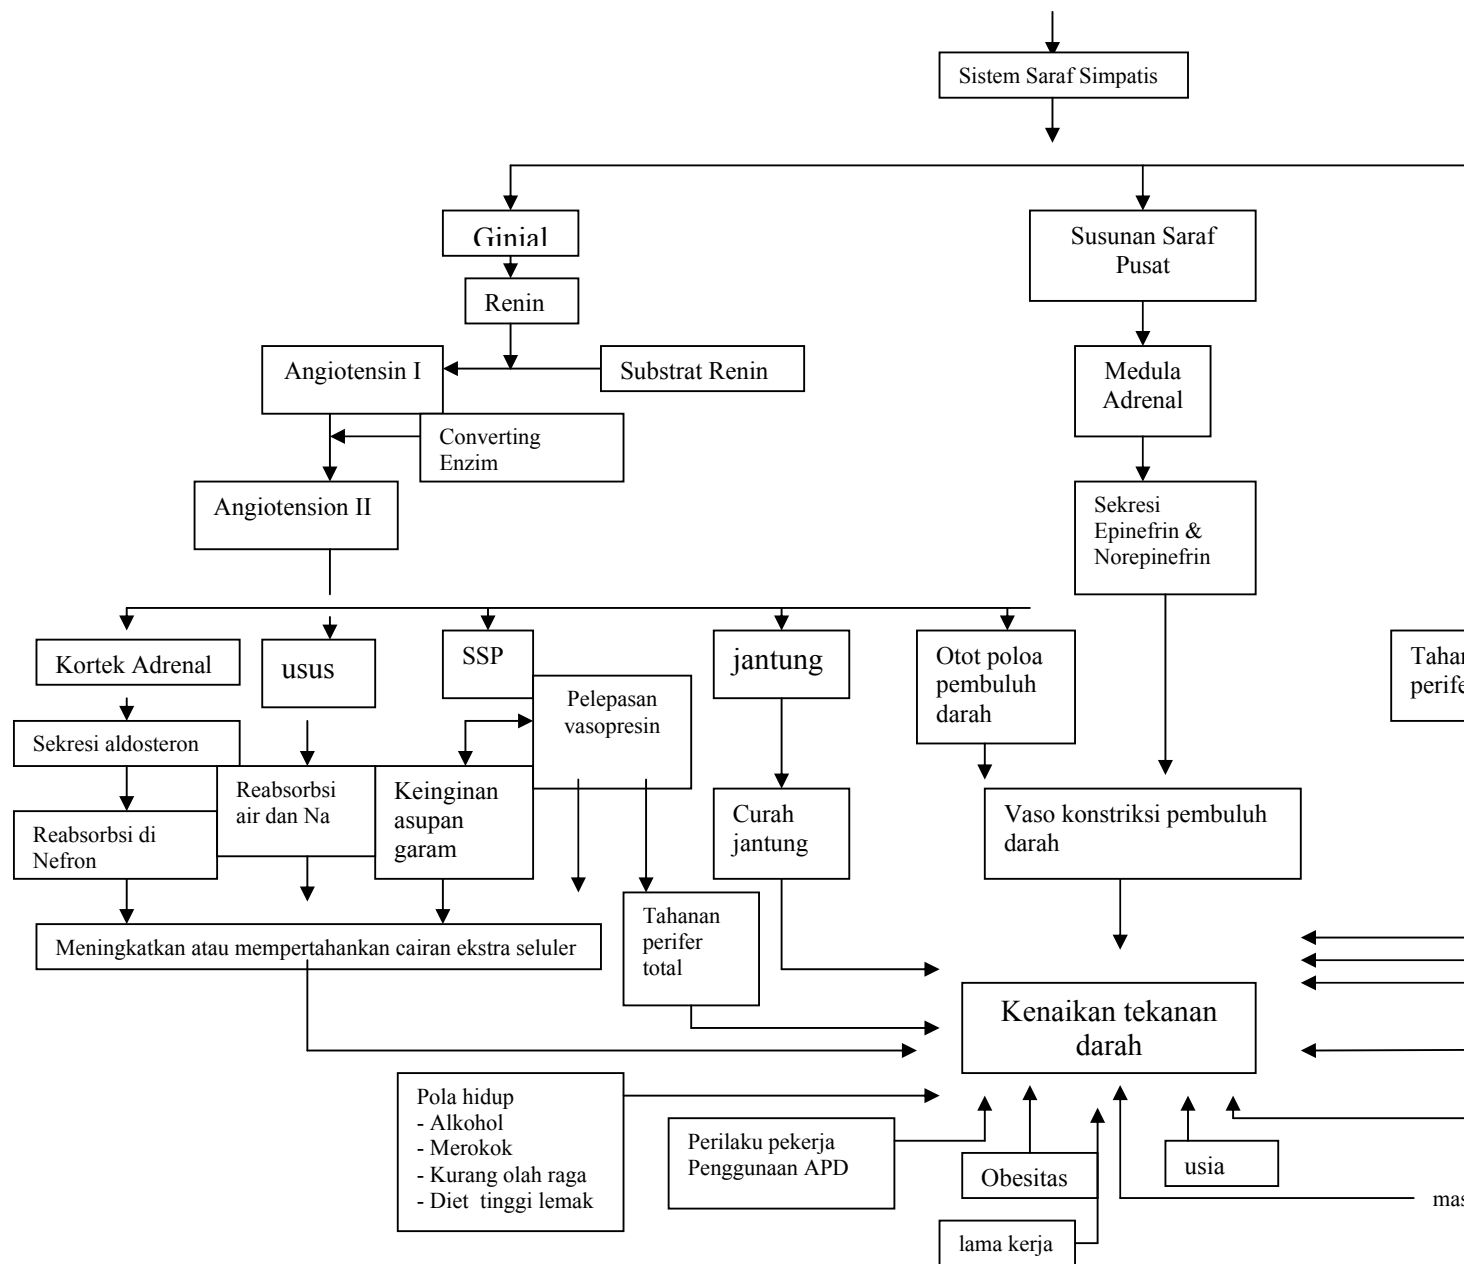 Sistem Saraf Simpatis
Ginjal
Susunan Saraf
Pusat
Renin
Angiotensin I
Substrat Renin
Medula
Adrenal
Converting
Enzim
Angiotension II
Sekresi
Epinefrin &
Norepinefrin
Kortek Adrenal
usus
SSP
jantung
Otot poloa
pembuluh
darah
Tahan
perife
Pelepasan
vasopresin
Sekresi aldosteron
Reabsorbsi
air dan Na
Keinginan
asupan
garam
Curah
jantung
Vaso konstriksi pembuluh
darah
Reabsorbsi di
Nefron
Tahanan
perifer
total
Meningkatkan atau mempertahankan cairan ekstra seluler
Kenaikan tekanan
darah
Pola hidup
- Alkohol
- Merokok
- Kurang olah raga
- Diet  tinggi lemak
Perilaku pekerja
Penggunaan APD
Obesitas
usia
mas
lama kerja